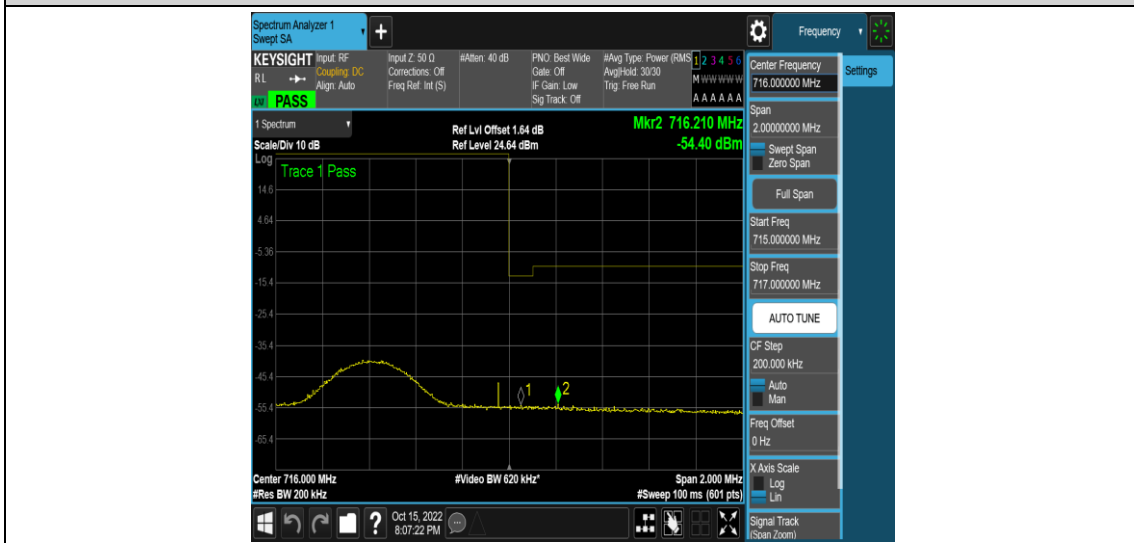 Spectrum Analyzer 1
Swept SA
+
Frequency
KEYSIGHT Input: RF Input Z: 50 Ω #Atten: 40 dB PNO: Best Wide #Avg Type: Power (RMS 1 2 3 4 5 6
RL Coupling: DC Corrections: Off Gate: Off Avg|Hold: 30/30 M W W W W W
Align: Auto Freq Ref: Int (S) IF Gain: Low Trig: Free Run
LXI PASS Sig Track: Off A A A A A A
Center Frequency
716.000000 MHz
Settings
1 Spectrum
Ref Lvl Offset 1.64 dB
Mkr2 716.210 MHz
Scale/Div 10 dB
Ref Level 24.64 dBm
-54.40 dBm
Log
Trace 1 Pass
14.6
4.64
-5.36
-15.4
-25.4
-35.4
-45.4
-55.4
-65.4
1
2
Center 716.000 MHz
#Video BW 620 kHz*
Span 2.000 MHz
#Res BW 200 kHz
#Sweep 100 ms (601 pts)
Span
2.00000000 MHz
Swept Span
Zero Span
Full Span
Start Freq
715.000000 MHz
Stop Freq
717.000000 MHz
AUTO TUNE
CF Step
200.000 kHz
Auto
Man
Freq Offset
0 Hz
X Axis Scale
Log
Lin
Signal Track
(Span Zoom)
?
Oct 15, 2022
8:07:22 PM